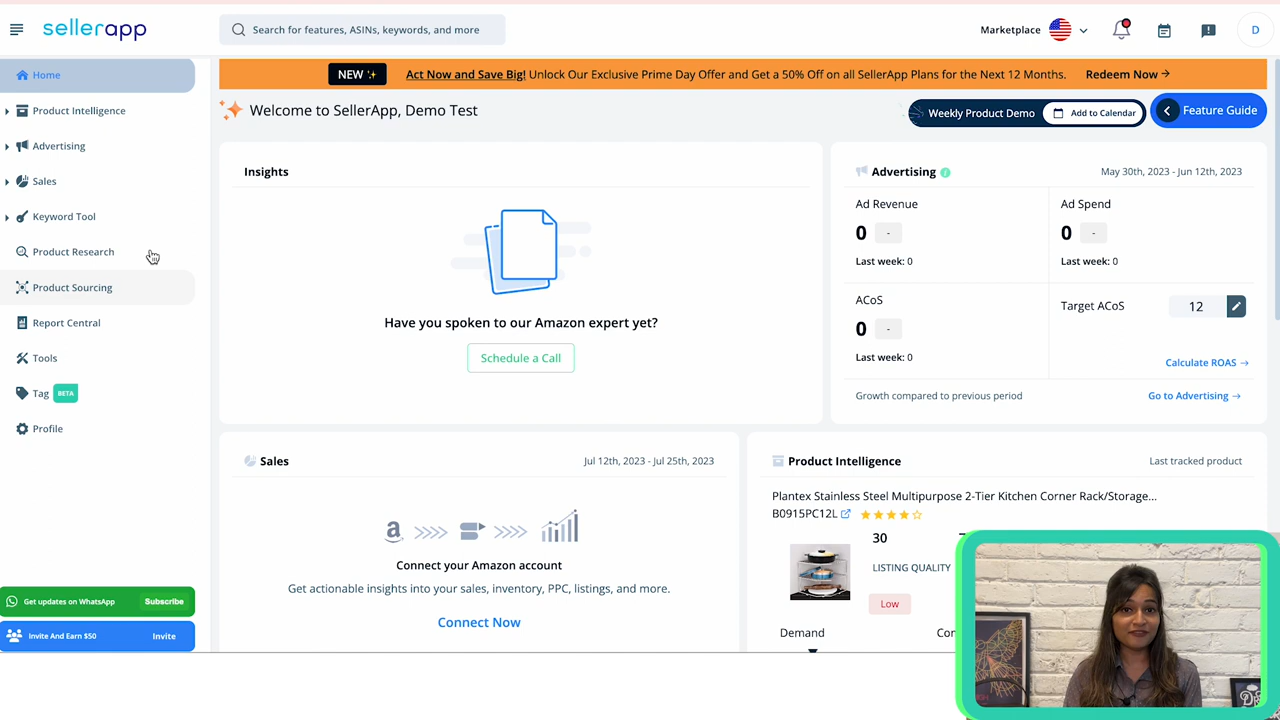 sellerapp
Search for features, ASINs, keywords, and more
Marketplace
D
Home
Product Intelligence
Advertising
Sales
Keyword Tool
Product Research
Product Sourcing
Report Central
Tools
Tag BETA
Profile
Get updates on WhatsApp Subscribe
Invite And Earn $50 Invite
NEW Act Now and Save Big! Unlock Our Exclusive Prime Day Offer and Get a 50% Off on all SellerApp Plans for the Next 12 Months. Redeem Now →
Welcome to SellerApp, Demo Test
Weekly Product Demo Add to Calendar
Feature Guide
Insights
Have you spoken to our Amazon expert yet?
Schedule a Call
Advertising May 30th, 2023 - Jun 12th, 2023
Ad Revenue
0 -
Last week: 0
Ad Spend
0 -
Last week: 0
ACoS
0 -
Last week: 0
Target ACoS 12
Calculate ROAS →
Growth compared to previous period Go to Advertising →
Sales Jul 12th, 2023 - Jul 25th, 2023
a
Connect your Amazon account
Get actionable insights into your sales, inventory, PPC, listings, and more.
Connect Now
Product Intelligence Last tracked product
Plantex Stainless Steel Multipurpose 2-Tier Kitchen Corner Rack/Storage...
B0915PC12L
30
LISTING QUALITY
Low
Demand